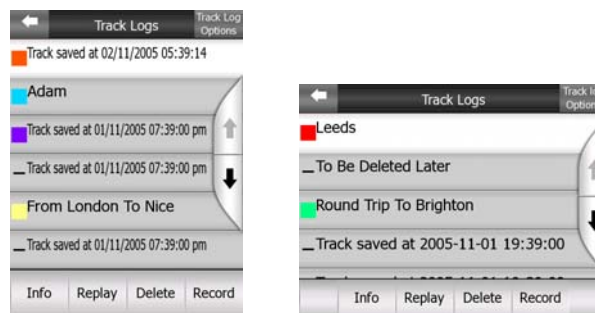 Track Logs
Track Log
Options
Track saved at 02/11/2005 05:39:14
Adam
Track saved at 01/11/2005 07:39:00 pm
Track saved at 01/11/2005 07:39:00 pm
From London To Nice
Track saved at 01/11/2005 07:39:00 pm
Info Replay Delete Record
Track Logs
Leeds
To Be Deleted Later
Round Trip To Brighton
Track saved at 2005-11-01 19:39:00
Info Replay Delete Record